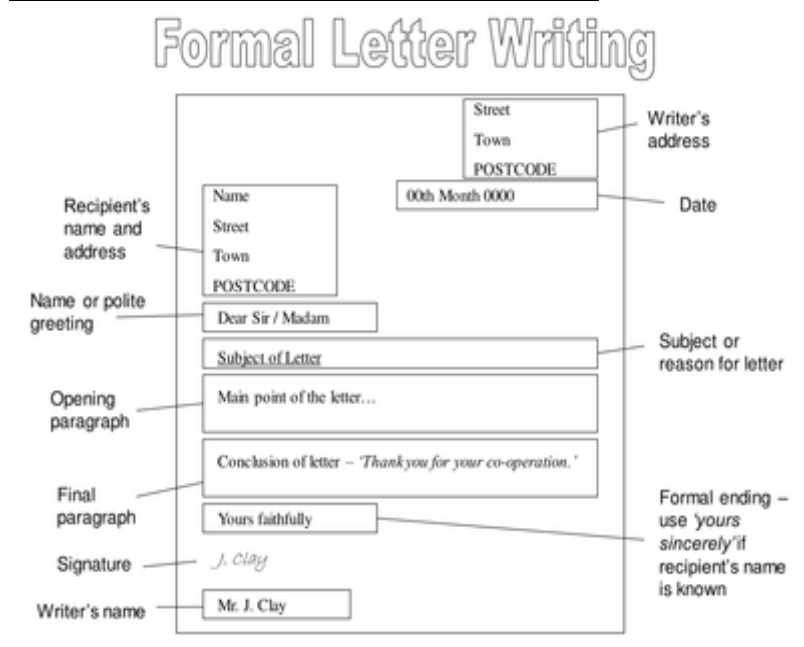 Formal Letter Writing
Street
Town
POSTCODE
Writer's
address
00th Month 0000
Date
Recipient's
name and
address
Name
Street
Town
POSTCODE
Name or polite
greeting
Dear Sir / Madam
Subject of Letter
Subject or
reason for letter
Opening
paragraph
Main point of the letter…
Final
paragraph
Conclusion of letter – 'Thank you for your co-operation.'
Yours faithfully
Formal ending –
use 'yours
sincerely' if
recipient's name
is known
Signature
J. Clay
Writer's name
Mr. J. Clay